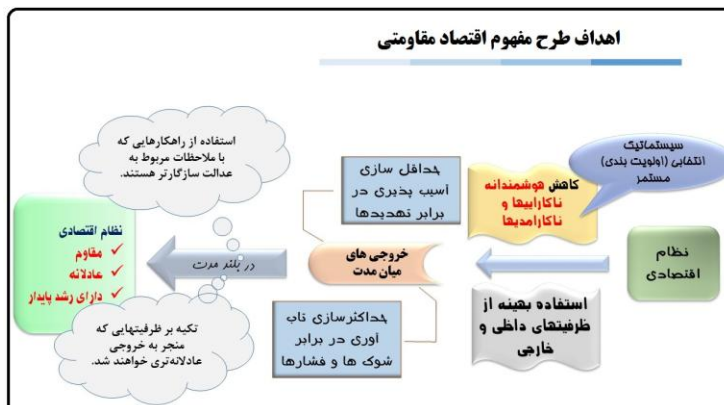 اهداف طرح مفهوم اقتصاد مقاومتی
سیستماتیک
انتخابی (اولویت بندی)
مستمر
کاهش هوشمندانه
ناکاراییها و
ناکارامدیها
نظام
اقتصادی
استفاده بهینه از
ظرفیتهای داخلی و
خارجی
حداقل سازی
آسیب پذیری در
برابر تهدیدها
خروجی های
میان مدت
حداکثرسازی تاب
آوری در برابر
شوک ها و فشارها
استفاده از راهکارهایی که
با ملاحظات مربوط به
عدالت سازگارتر هستند.
در بلند مدت
تکیه بر ظرفیتهایی که
منجر به خروجی
عادلانه‌تری خواهند شد.
نظام اقتصادی
✓ مقاوم
✓ عادلانه
✓ دارای رشد پایدار